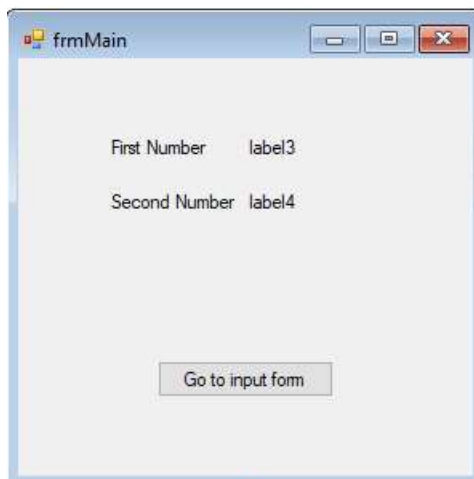 frmMain
First Number label3
Second Number label4
Go to input form